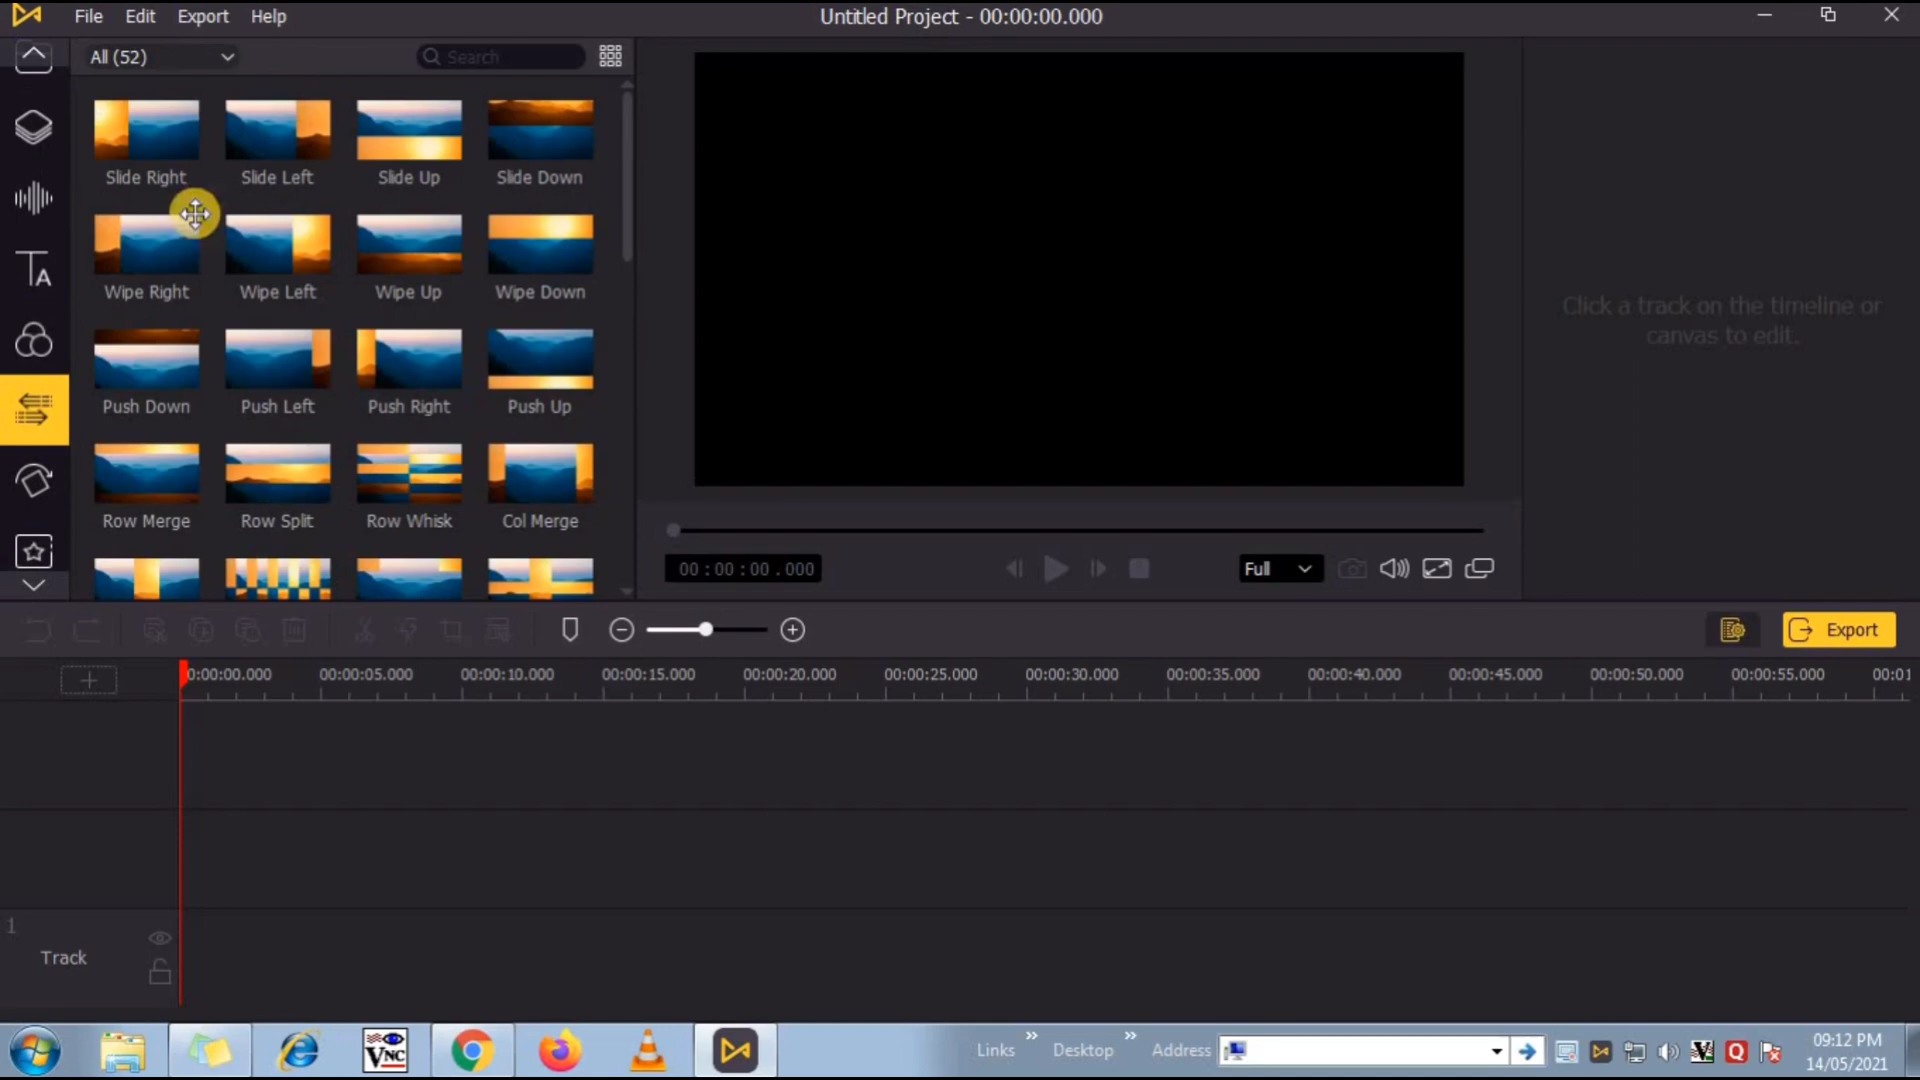 File Edit Export Help
Untitled Project - 00:00:00.000
All (52)
Search
Slide Right Slide Left Slide Up Slide Down
Wipe Right Wipe Left Wipe Up Wipe Down
Push Down Push Left Push Right Push Up
Row Merge Row Split Row Whisk Col Merge
Click a track on the timeline or
canvas to edit.
00:00:00.000
Full
Export
0:00:00.000 00:00:05.000 00:00:10.000 00:00:15.000 00:00:20.000 00:00:25.000 00:00:30.000 00:00:35.000 00:00:40.000 00:00:45.000 00:00:50.000 00:00:55.000 00:01
1
Track
VNC
Links
Desktop
Address
09:12 PM
14/05/2021